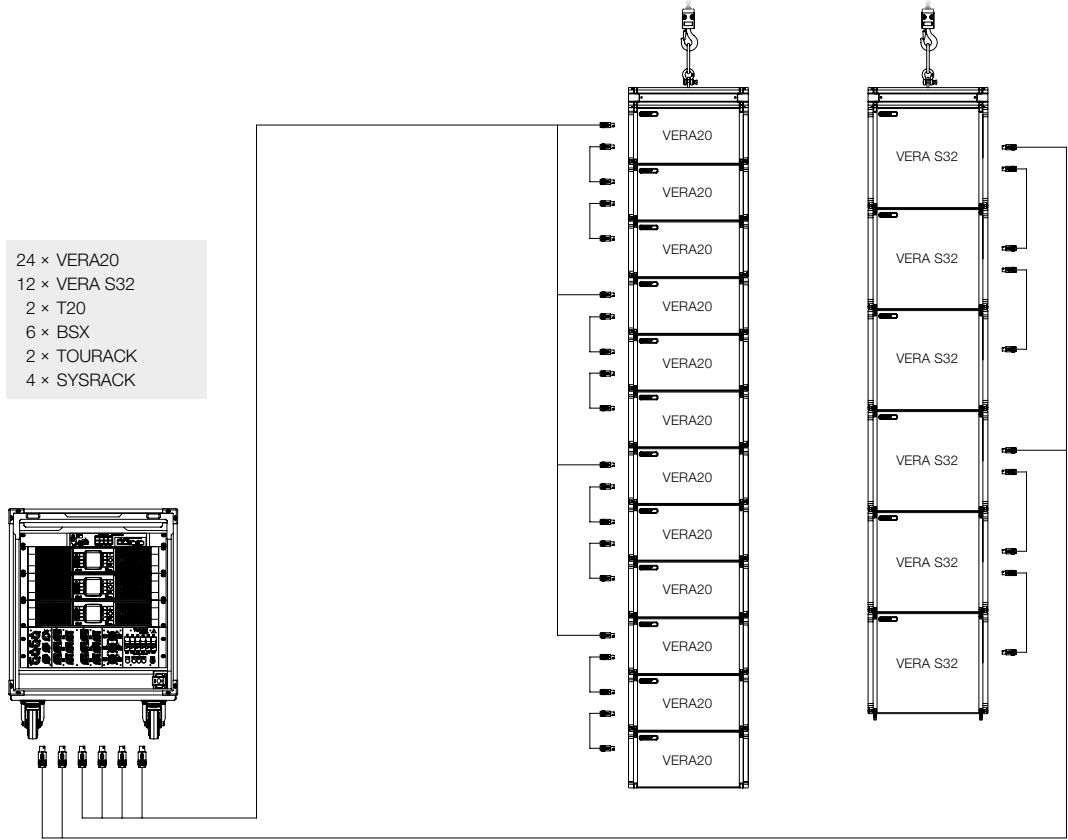 24 × VERA20
12 × VERA S32
2 × T20
6 × BSX
2 × TOURACK
4 × SYSRACK
VERA20
VERA20
VERA20
VERA20
VERA20
VERA20
VERA20
VERA20
VERA20
VERA20
VERA20
VERA20
VERA S32
VERA S32
VERA S32
VERA S32
VERA S32
VERA S32